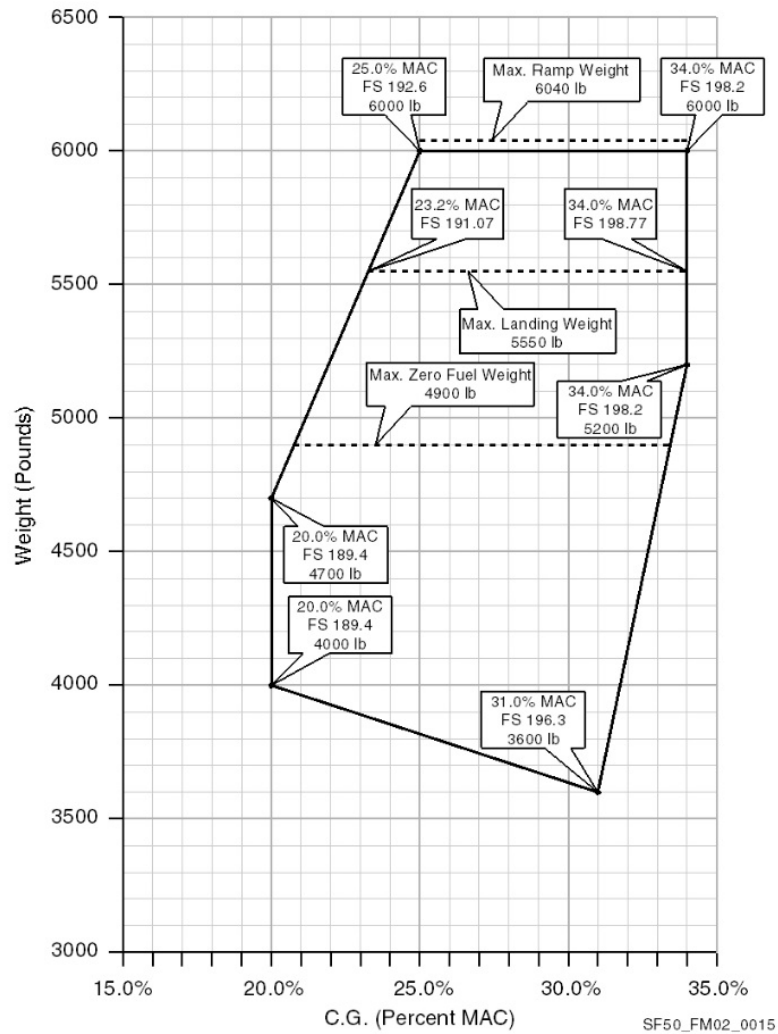 6500
25.0% MAC
FS 192.6
6000 lb
Max. Ramp Weight
6040 lb
34.0% MAC
FS 198.2
6000 lb
6000
23.2% MAC
FS 191.07
34.0% MAC
FS 198.77
5500
Max. Landing Weight
5550 lb
Max. Zero Fuel Weight
4900 lb
34.0% MAC
FS 198.2
5200 lb
5000
Weight (Pounds)
20.0% MAC
FS 189.4
4700 lb
4500
20.0% MAC
FS 189.4
4000 lb
4000
31.0% MAC
FS 196.3
3600 lb
3500
3000
15.0%
20.0%
25.0%
30.0%
35.0%
C.G. (Percent MAC)
SF50_FM02_0015